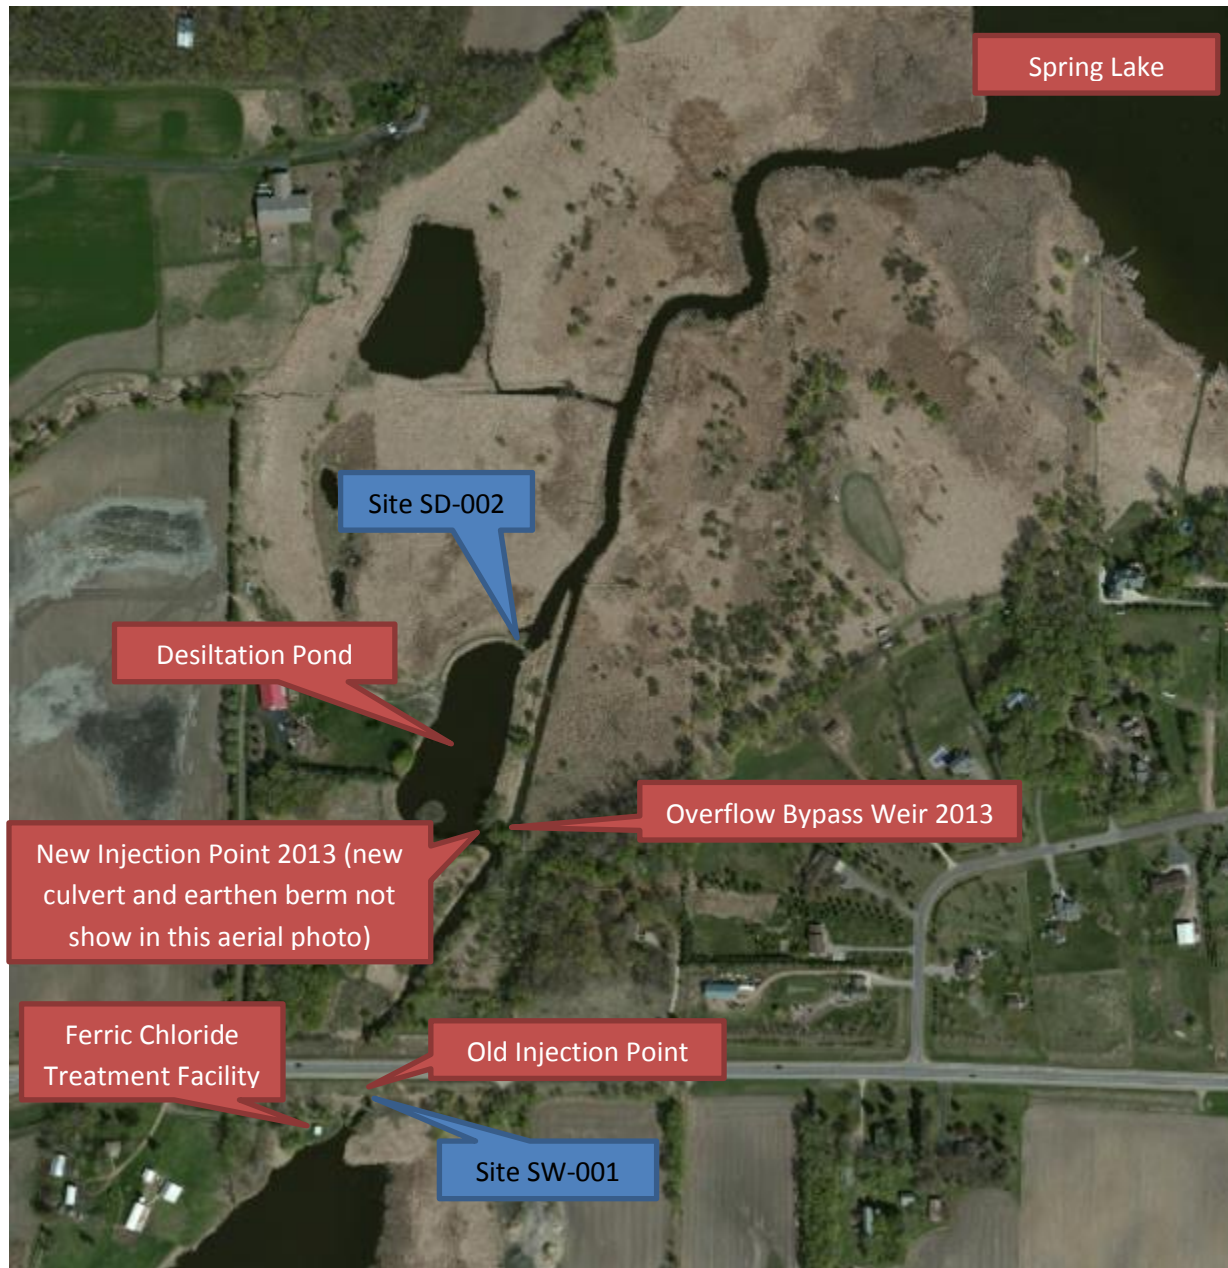 Spring Lake
Site SD-002
Desiltation Pond
Overflow Bypass Weir 2013
New Injection Point 2013 (new
culvert and earthen berm not
show in this aerial photo)
Ferric Chloride
Treatment Facility
Old Injection Point
Site SW-001